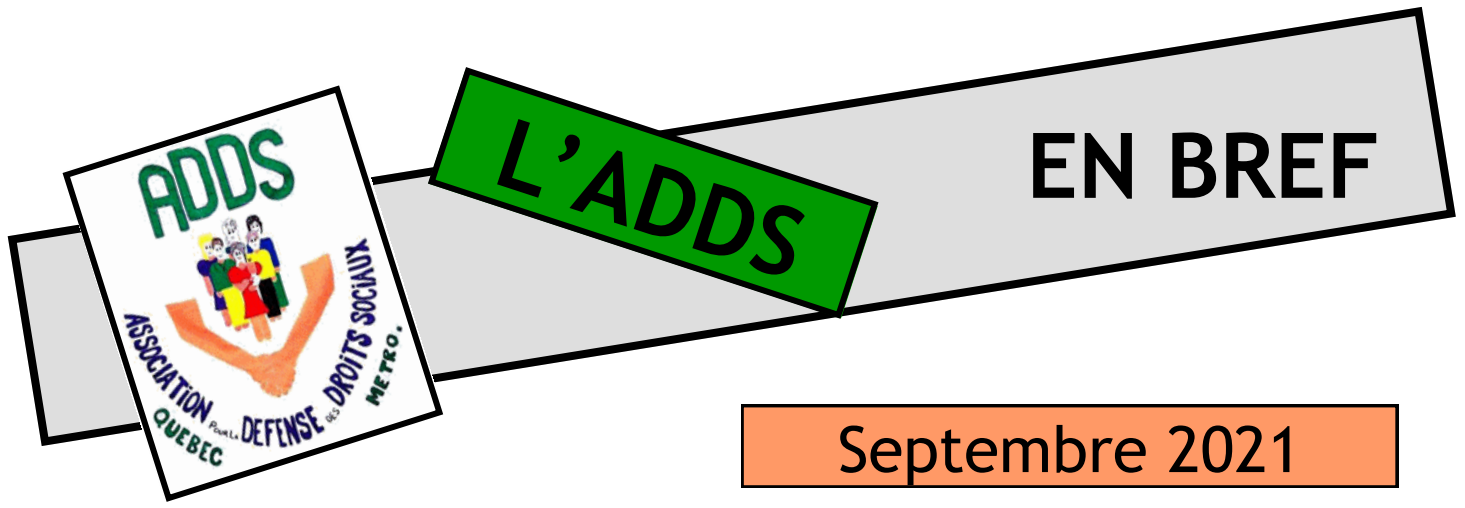 ADDS
ASSOCIATION POUR LA DEFENSE DES DROITS SOCIAUX
QUEBEC METRO.
L'ADDS
EN BREF
Septembre 2021